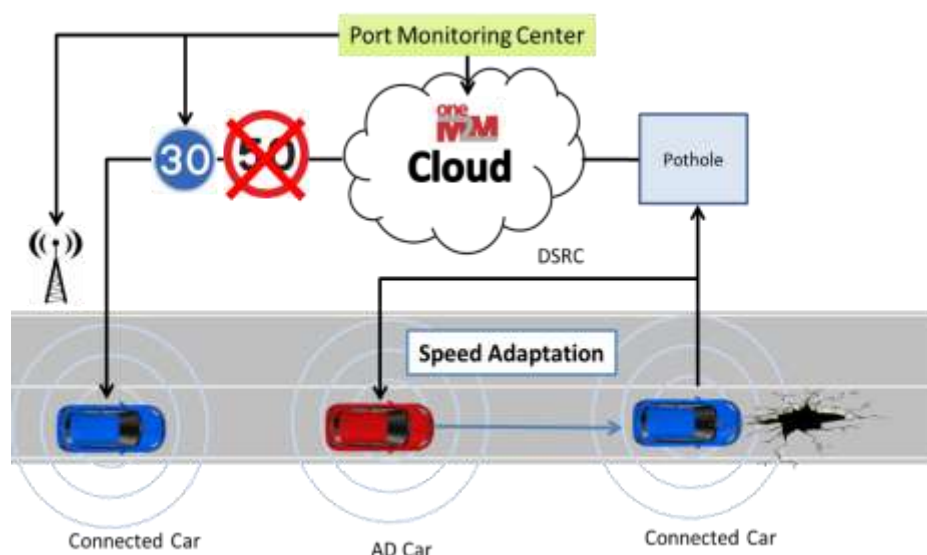 Port Monitoring Center
one
M2M
Cloud
30
50
Pothole
DSRC
Speed Adaptation
Connected Car
AD Car
Connected Car